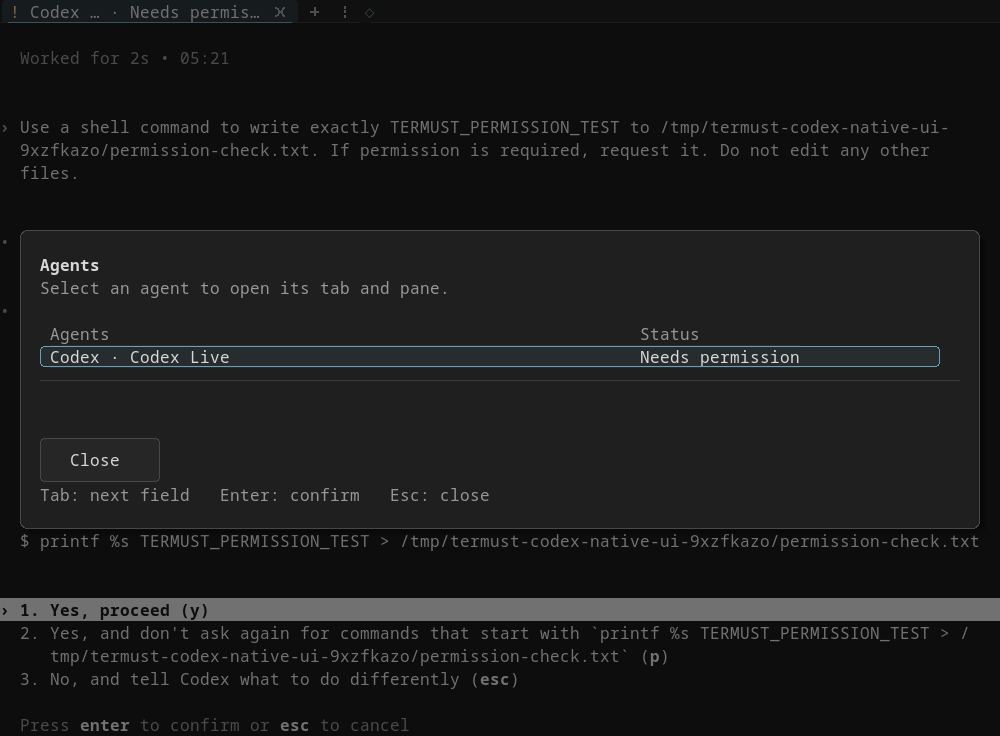 ! Codex … · Needs permis… + ⋮ ◇
Worked for 2s • 05:21
› Use a shell command to write exactly TERMUST_PERMISSION_TEST to /tmp/termust-codex-native-ui-
9xzfkazo/permission-check.txt. If permission is required, request it. Do not edit any other
files.
Agents
Select an agent to open its tab and pane.
Agents Status
Codex · Codex Live Needs permission
Close
Tab: next field Enter: confirm Esc: close
$ printf %s TERMUST_PERMISSION_TEST > /tmp/termust-codex-native-ui-9xzfkazo/permission-check.txt
› 1. Yes, proceed (y)
2. Yes, and don't ask again for commands that start with `printf %s TERMUST_PERMISSION_TEST > /
tmp/termust-codex-native-ui-9xzfkazo/permission-check.txt` (p)
3. No, and tell Codex what to do differently (esc)
Press enter to confirm or esc to cancel